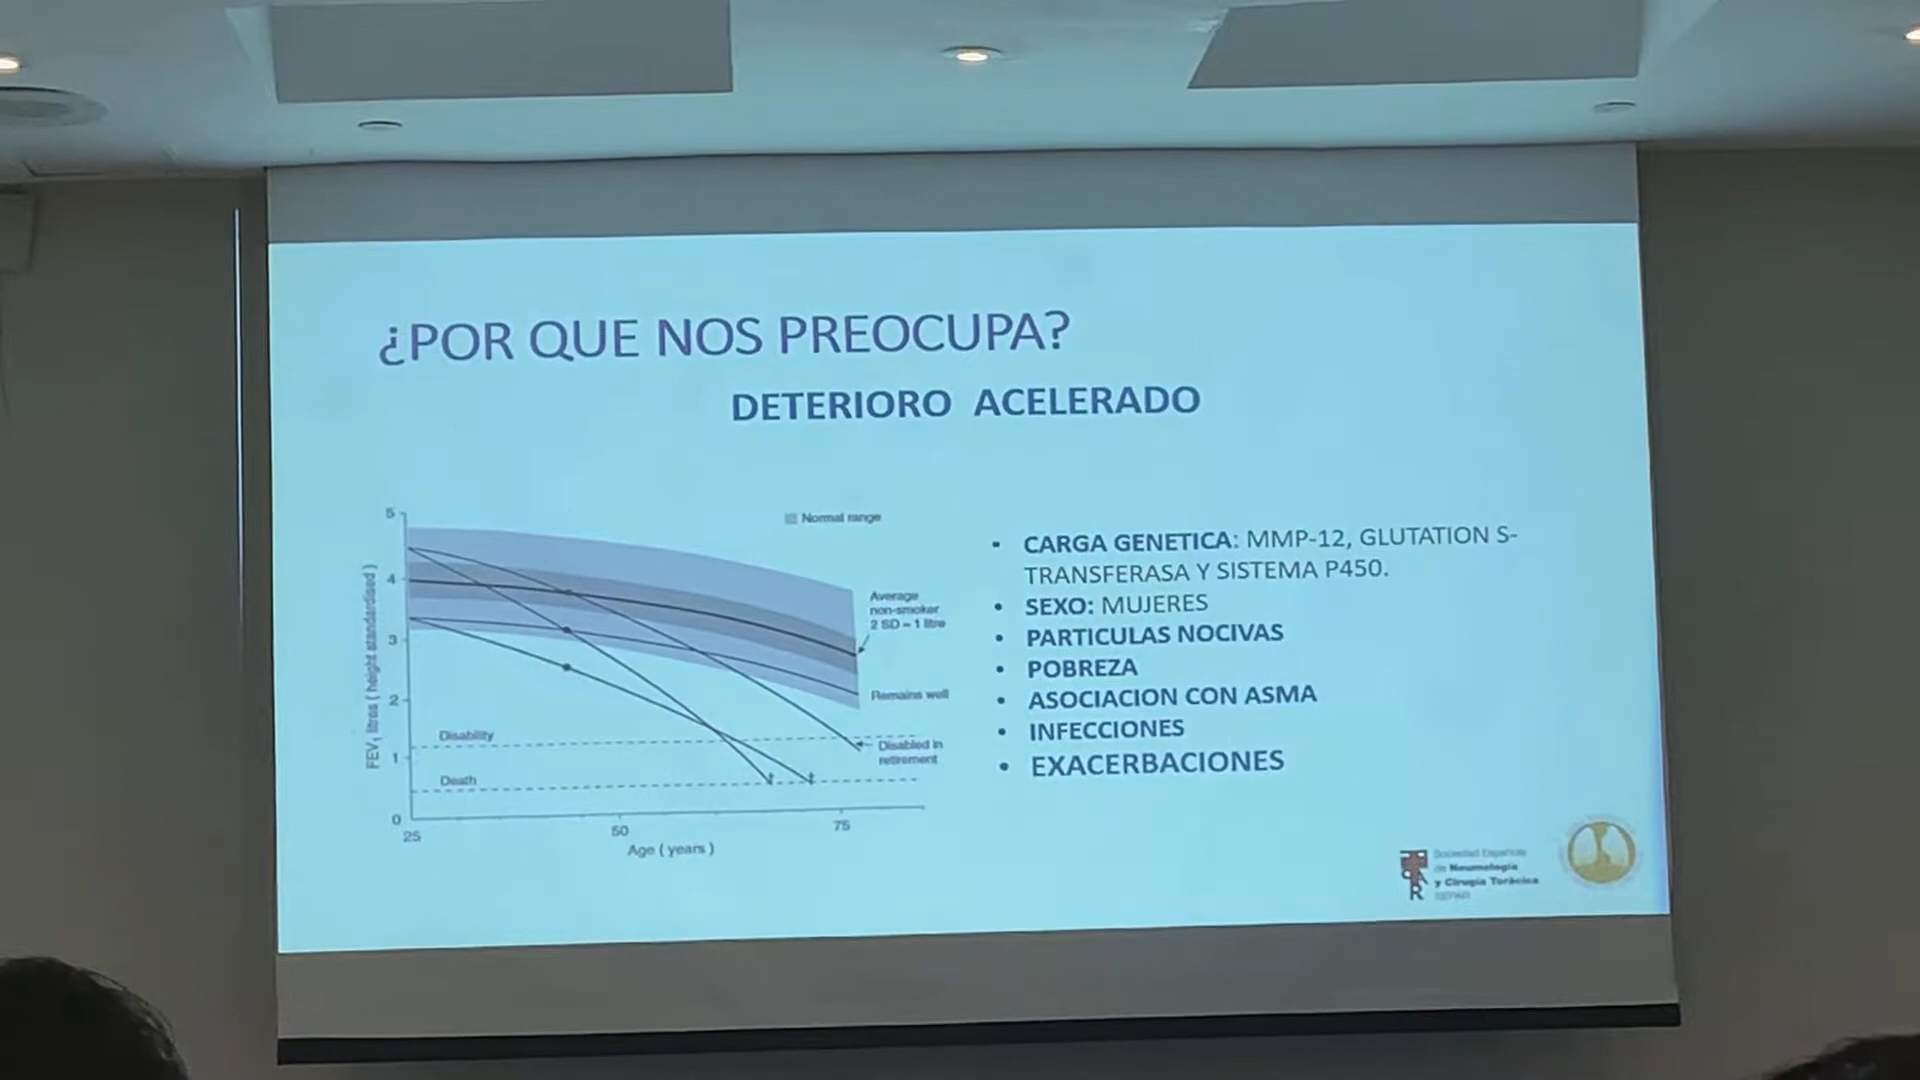 ¿POR QUE NOS PREOCUPA?
DETERIORO ACELERADO
5
4
3
2
1
0
FEV1 litres ( height standardised )
Normal range
Average
non-smoker
2 SD ~ 1 litre
Remains well
Disability
Disabled in
retirement
Death
25
50
75
Age ( years )
• CARGA GENETICA: MMP-12, GLUTATION S-
TRANSFERASA Y SISTEMA P450.
• SEXO: MUJERES
• PARTICULAS NOCIVAS
• POBREZA
• ASOCIACION CON ASMA
• INFECCIONES
• EXACERBACIONES
Sociedad Española
de Neumología
y Cirugía Torácica
SEPAR